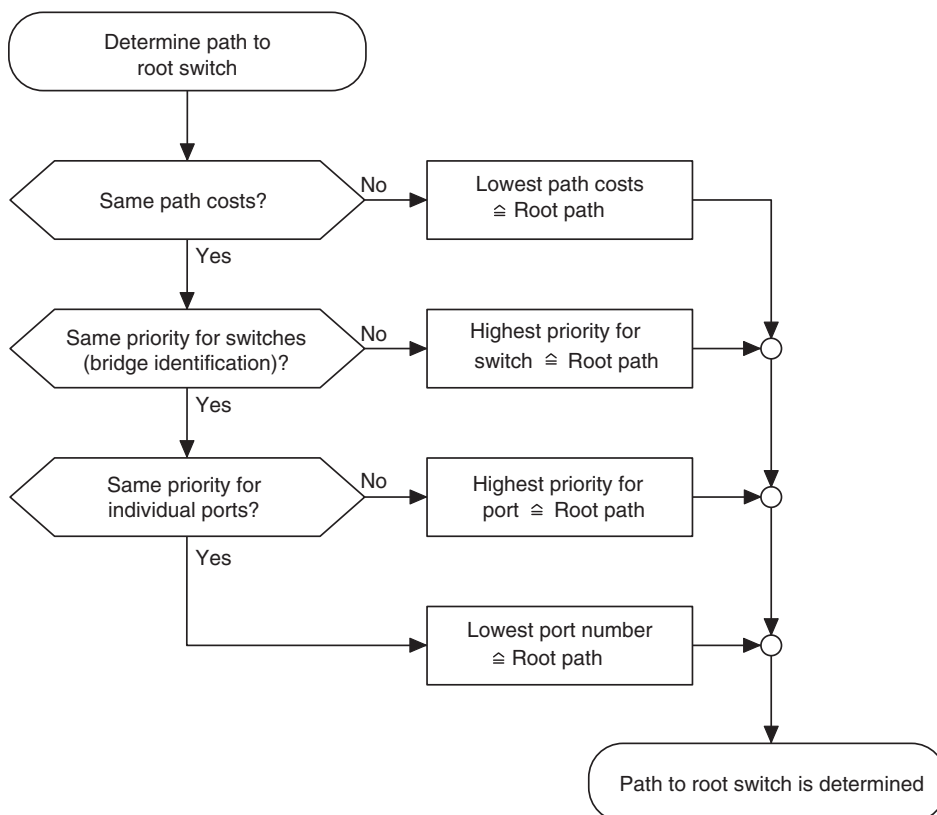 Determine path to
root switch
Same path costs?
No
Lowest path costs
≙ Root path
Yes
Same priority for switches
(bridge identification)?
No
Highest priority for
switch ≙ Root path
Yes
Same priority for
individual ports?
No
Highest priority for
port ≙ Root path
Yes
Lowest port number
≙ Root path
Path to root switch is determined